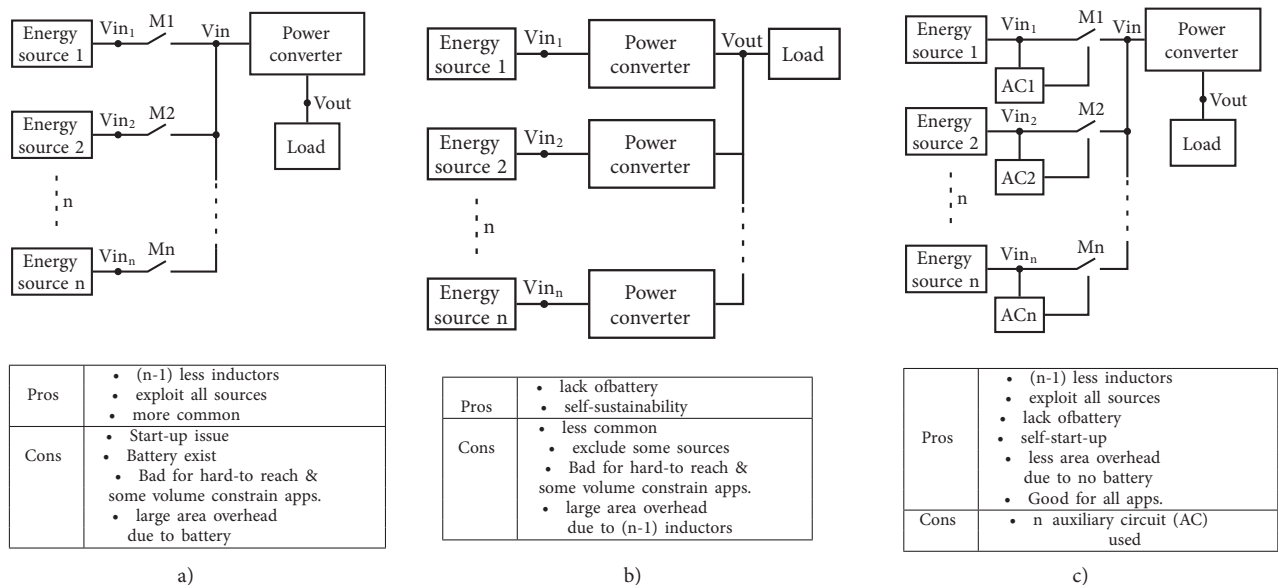 Energy
source 1
Vin1
M1
Vin
Power
converter
Vout
Load
Energy
source 2
Vin2
M2
n
Energy
source n
Vinn
Mn
Pros
• (n-1) less inductors
• exploit all sources
• more common
Cons
• Start-up issue
• Battery exist
• Bad for hard-to reach &
some volume constrain apps.
• large area overhead
due to battery
a)
Energy
source 1
Vin1
Power
converter
Vout
Load
Energy
source 2
Vin2
Power
converter
n
Energy
source n
Vinn
Power
converter
Pros
• lack ofbattery
• self-sustainability
Cons
• less common
• exclude some sources
• Bad for hard-to reach &
some volume constrain apps.
• large area overhead
due to (n-1) inductors
b)
Energy
source 1
Vin1
M1
Vin
Power
converter
AC1
Vout
Load
Energy
source 2
Vin2
M2
AC2
n
Energy
source n
Vinn
Mn
ACn
Pros
• (n-1) less inductors
• exploit all sources
• lack ofbattery
• self-start-up
• less area overhead
due to no battery
• Good for all apps.
Cons
• n auxiliary circuit (AC)
used
c)